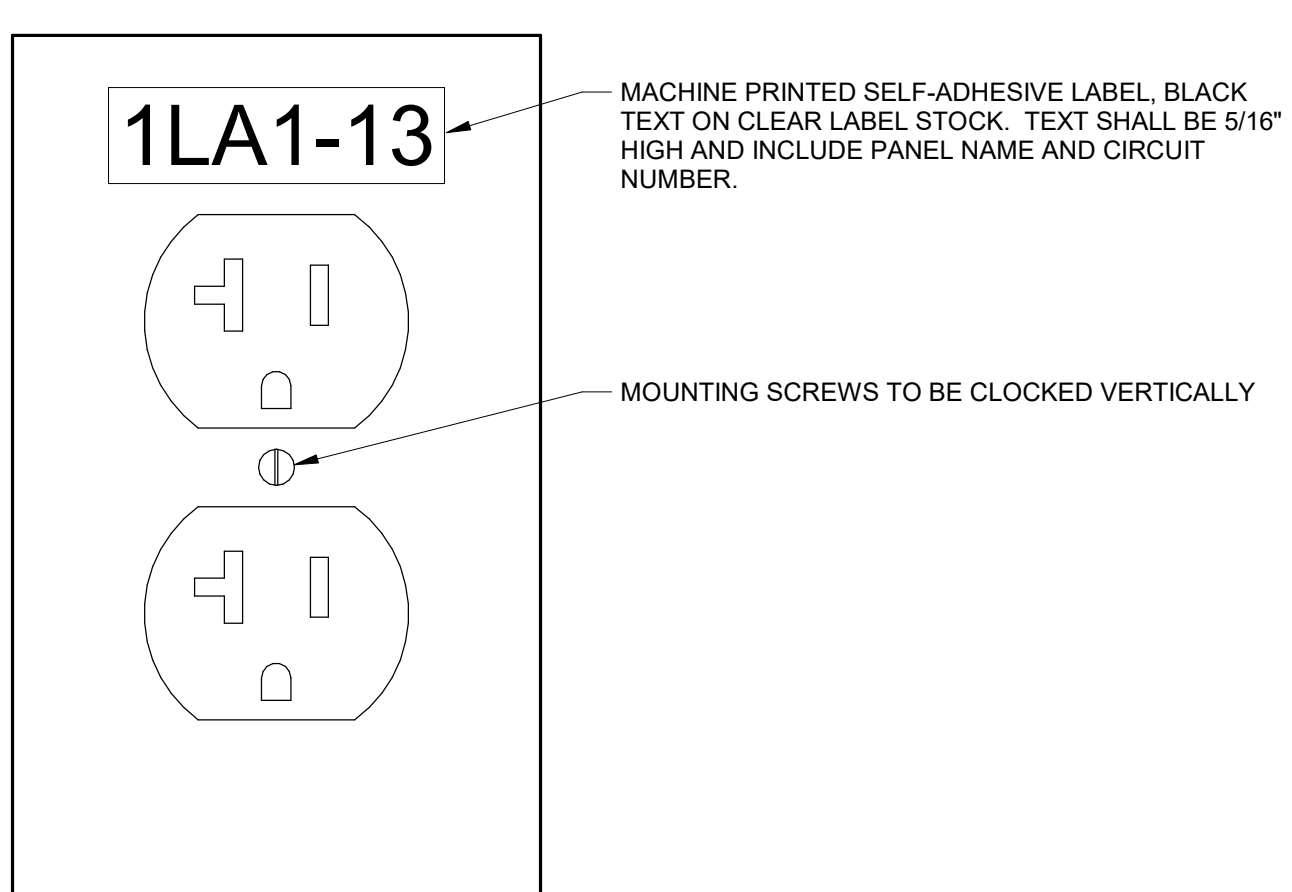 1LA1-13
MACHINE PRINTED SELF-ADHESIVE LABEL, BLACK
TEXT ON CLEAR LABEL STOCK.  TEXT SHALL BE 5/16"
HIGH AND INCLUDE PANEL NAME AND CIRCUIT
NUMBER.
MOUNTING SCREWS TO BE CLOCKED VERTICALLY